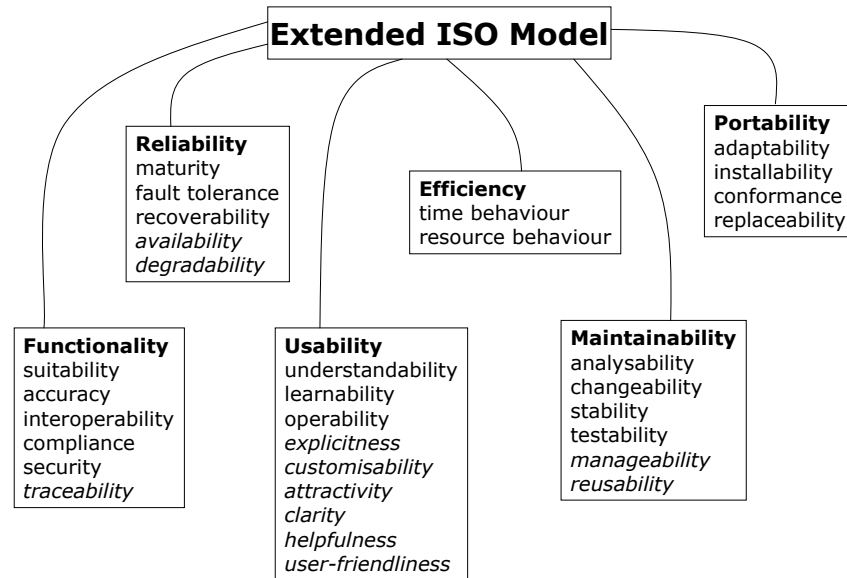 Extended ISO Model
Reliability
maturity
fault tolerance
recoverability
availability
degradability
Efficiency
time behaviour
resource behaviour
Portability
adaptability
installability
conformance
replaceability
Functionality
suitability
accuracy
interoperability
compliance
security
traceability
Usability
understandability
learnability
operability
explicitness
customisability
attractivity
clarity
helpfulness
user-friendliness
Maintainability
analysability
changeability
stability
testability
manageability
reusability